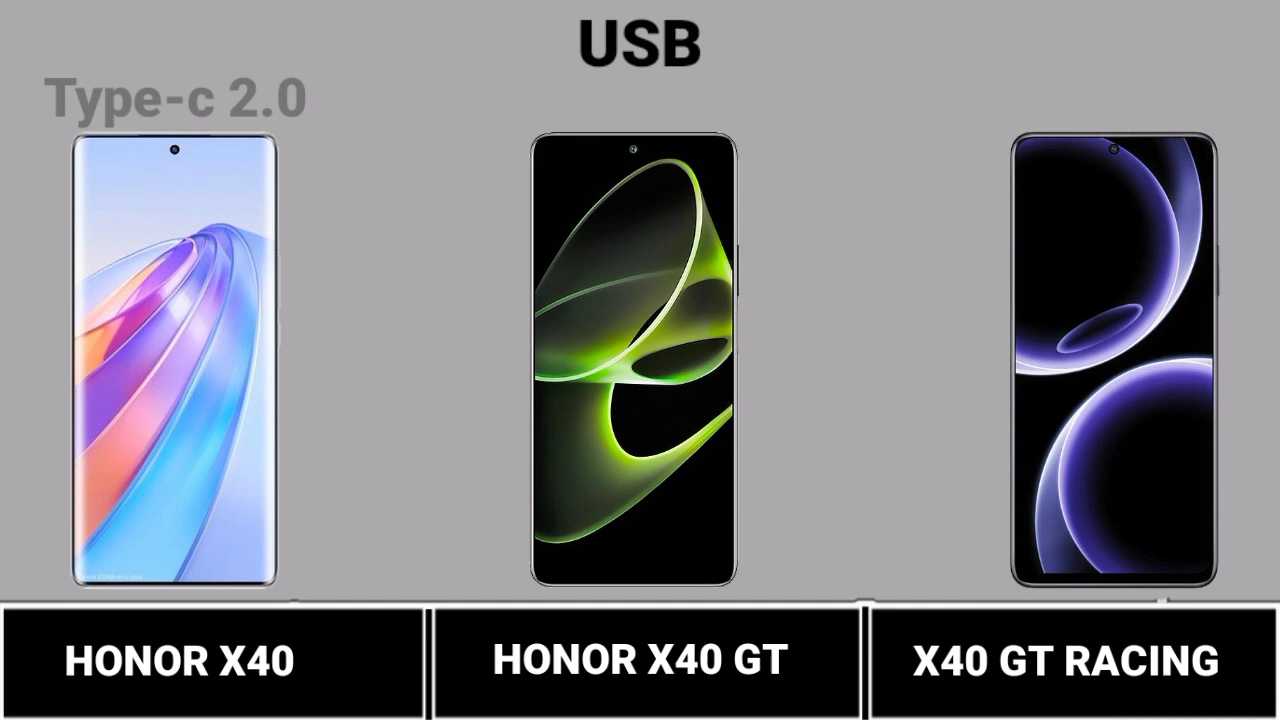 USB
Type-c 2.0
HONOR X40
HONOR X40 GT
X40 GT RACING